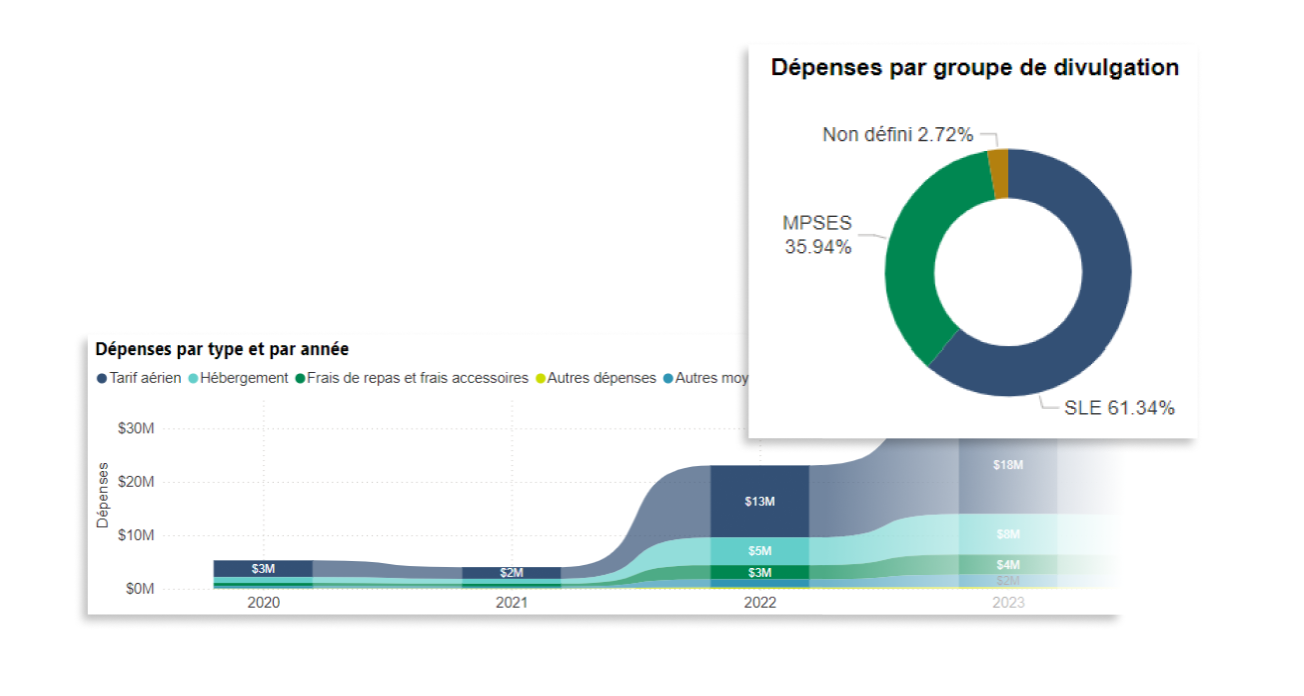 Dépenses par groupe de divulgation
Non défini 2.72%
MPSES
35.94%
SLE 61.34%
Dépenses par type et par année
Tarif aérien Hébergement Frais de repas et frais accessoires Autres dépenses Autres moy
$30M
$20M
$10M
$0M
Dépenses
$3M
$2M
$13M
$5M
$3M
$18M
$8M
$4M
$2M
2020 2021 2022 2023